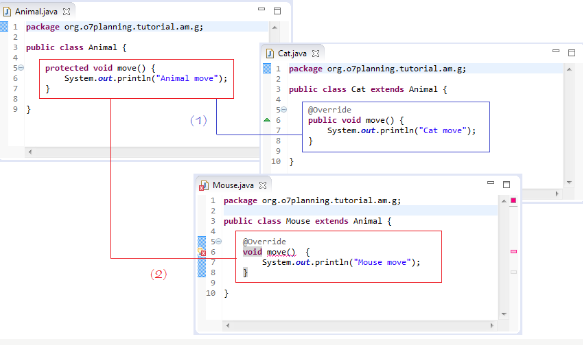 Animal.java
1 package org.o7planning.tutorial.am.g;
2
3 public class Animal {
4
5 protected void move() {
6 System.out.println("Animal move");
7 }
8
9 }
(1)
Cat.java
1 package org.o7planning.tutorial.am.g;
2
3 public class Cat extends Animal {
4
5 @Override
6 public void move() {
7 System.out.println("Cat move");
8 }
9
10 }
(2)
Mouse.java
1 package org.o7planning.tutorial.am.g;
2
3 public class Mouse extends Animal {
4
5 @Override
6 void move() {
7 System.out.println("Mouse move");
8 }
9
10 }